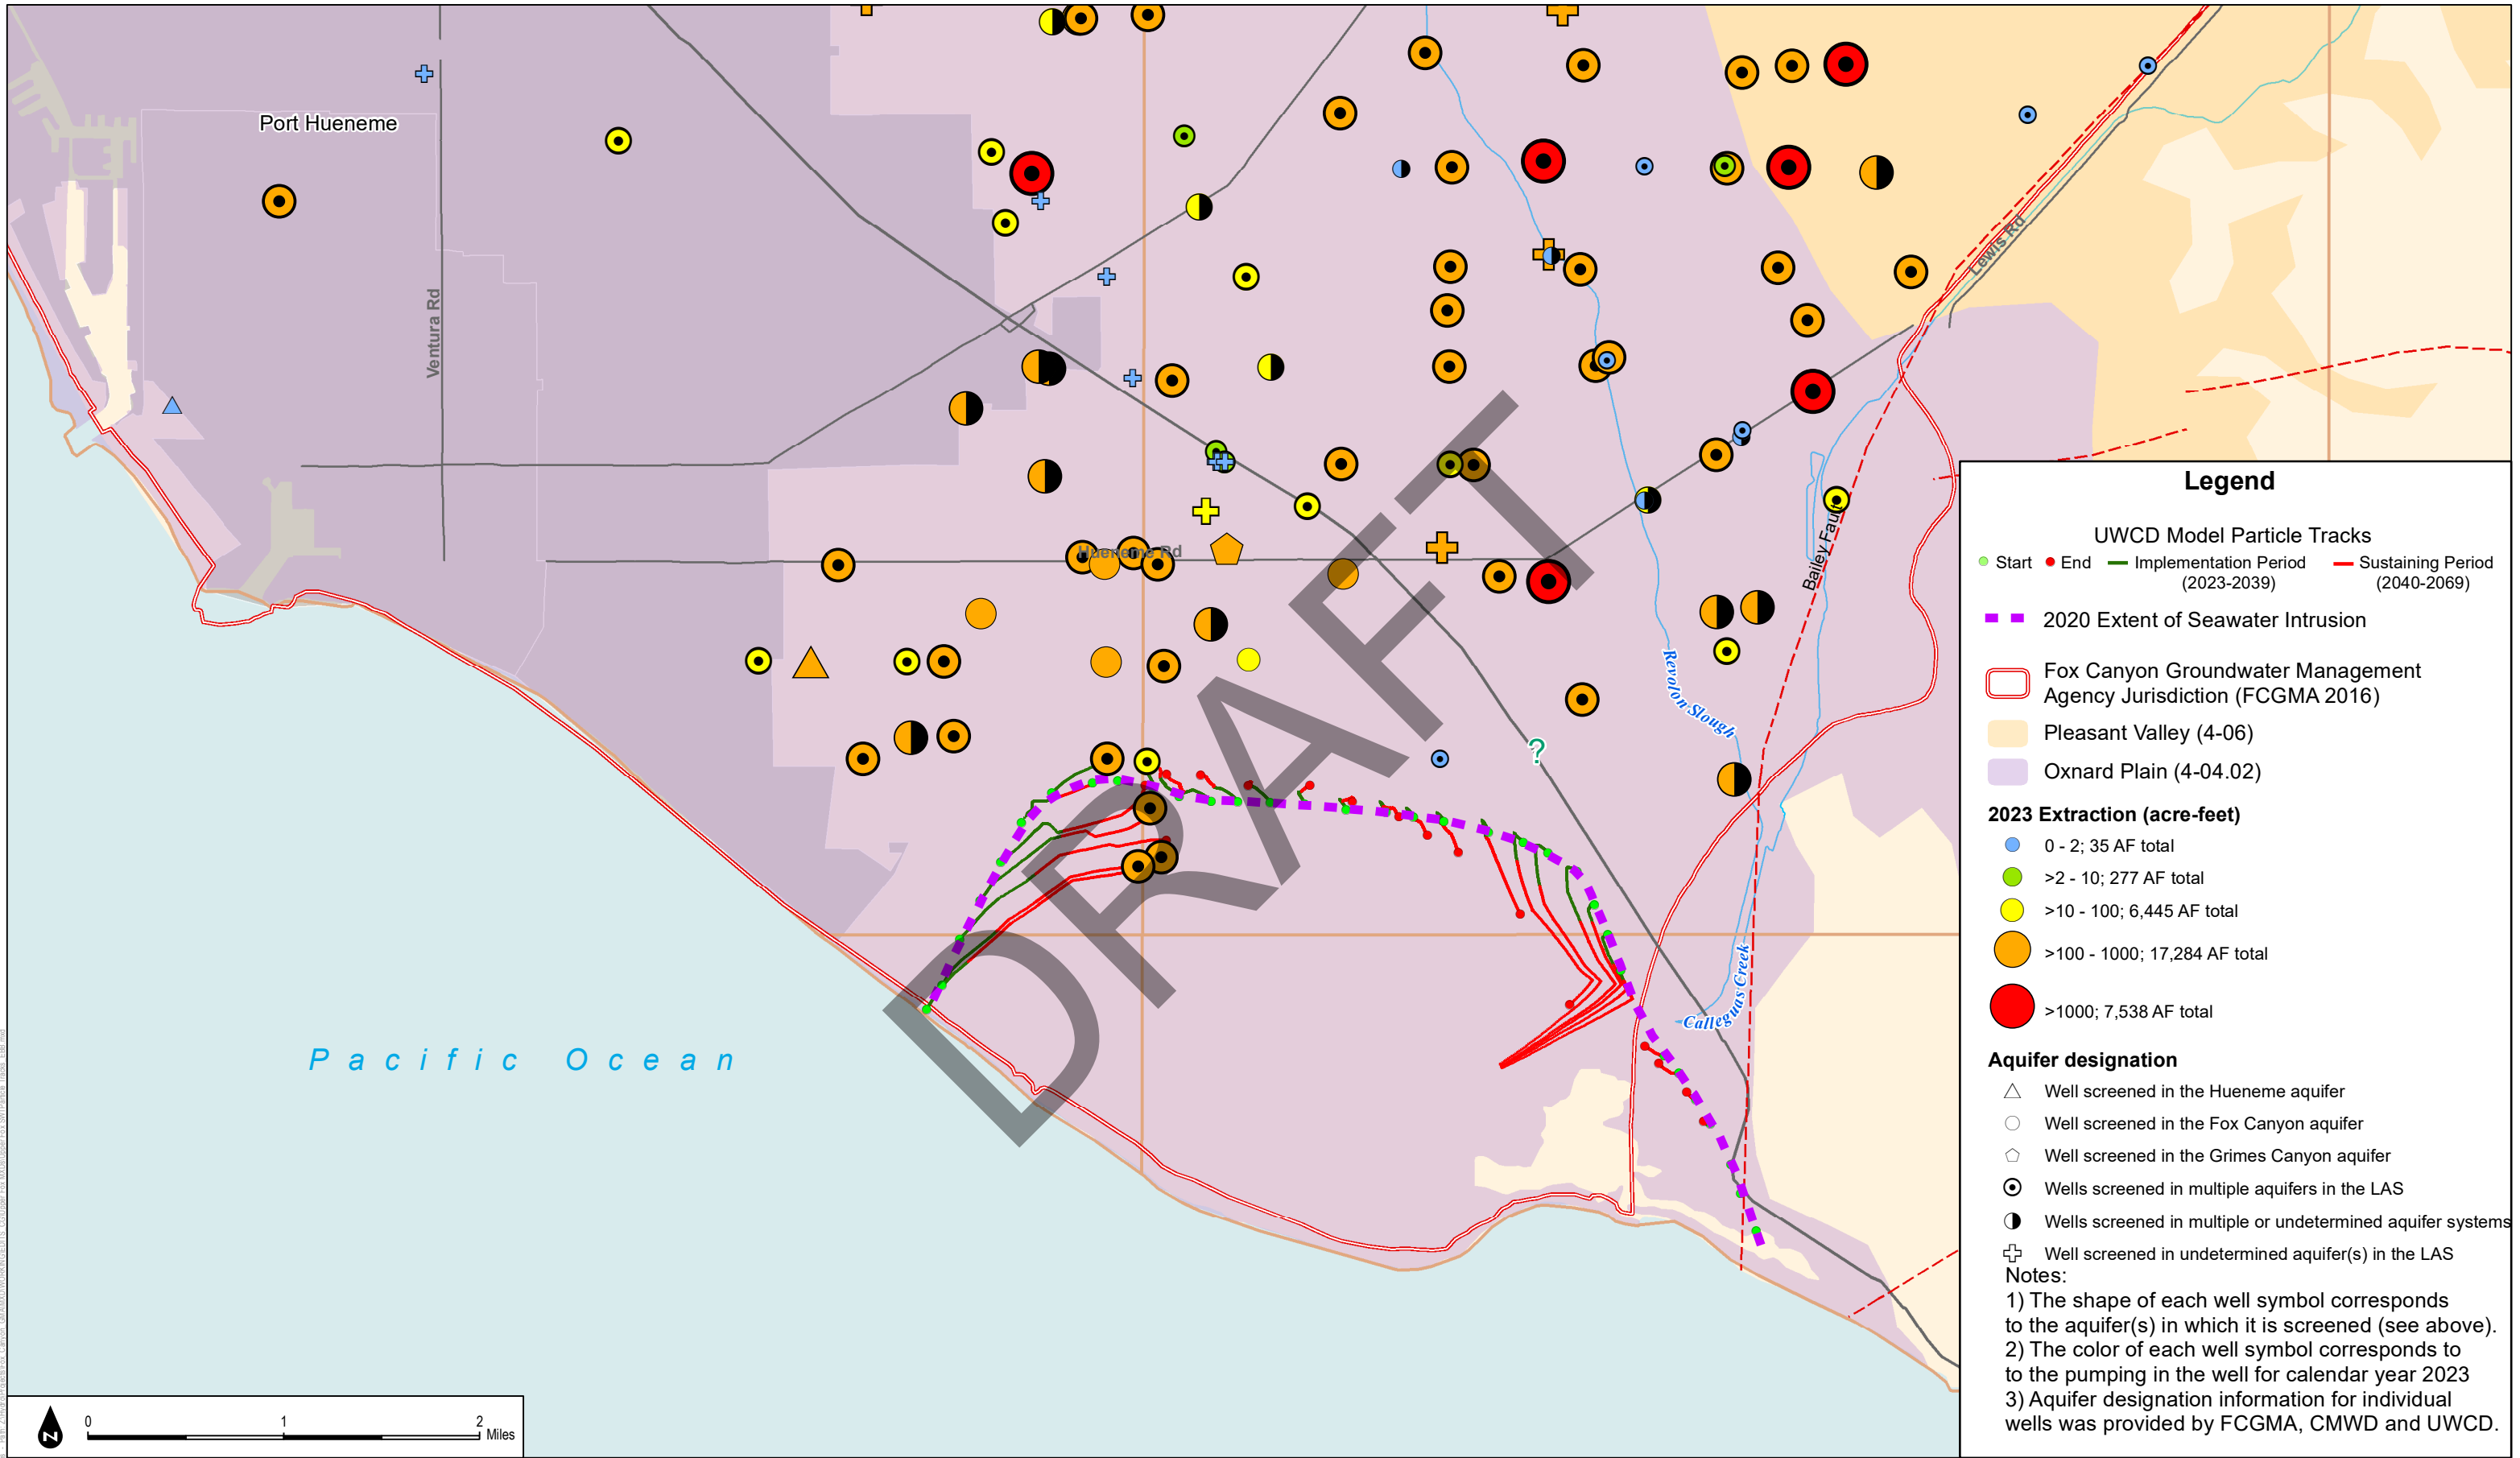 Port Hueneme
Ventura Rd
Lewis Rd
Hueneme Rd
Bailey Fault
Revolon Slough
?
Calleguas Creek
Pacific Ocean
DRAFT
0 1 2 Miles
N
Legend
UWCD Model Particle Tracks
Start End Implementation Period Sustaining Period
(2023-2039) (2040-2069)
2020 Extent of Seawater Intrusion
Fox Canyon Groundwater Management
Agency Jurisdiction (FCGMA 2016)
Pleasant Valley (4-06)
Oxnard Plain (4-04.02)
2023 Extraction (acre-feet)
0 - 2; 35 AF total
>2 - 10; 277 AF total
>10 - 100; 6,445 AF total
>100 - 1000; 17,284 AF total
>1000; 7,538 AF total
Aquifer designation
Well screened in the Hueneme aquifer
Well screened in the Fox Canyon aquifer
Well screened in the Grimes Canyon aquifer
Wells screened in multiple aquifers in the LAS
Wells screened in multiple or undetermined aquifer systems
Well screened in undetermined aquifer(s) in the LAS
Notes:
1) The shape of each well symbol corresponds
to the aquifer(s) in which it is screened (see above).
2) The color of each well symbol corresponds to
to the pumping in the well for calendar year 2023
3) Aquifer designation information for individual
wells was provided by FCGMA, CMWD and UWCD.